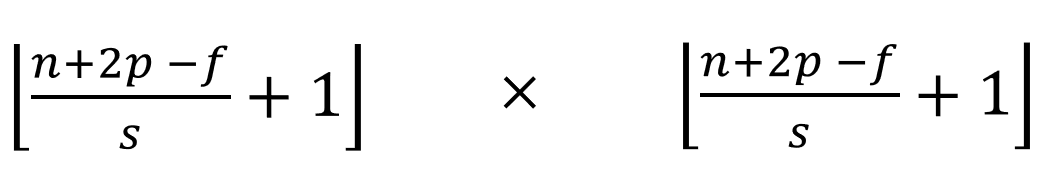 ⌊(n+2p −f)/s + 1⌋ × ⌊(n+2p −f)/s + 1⌋